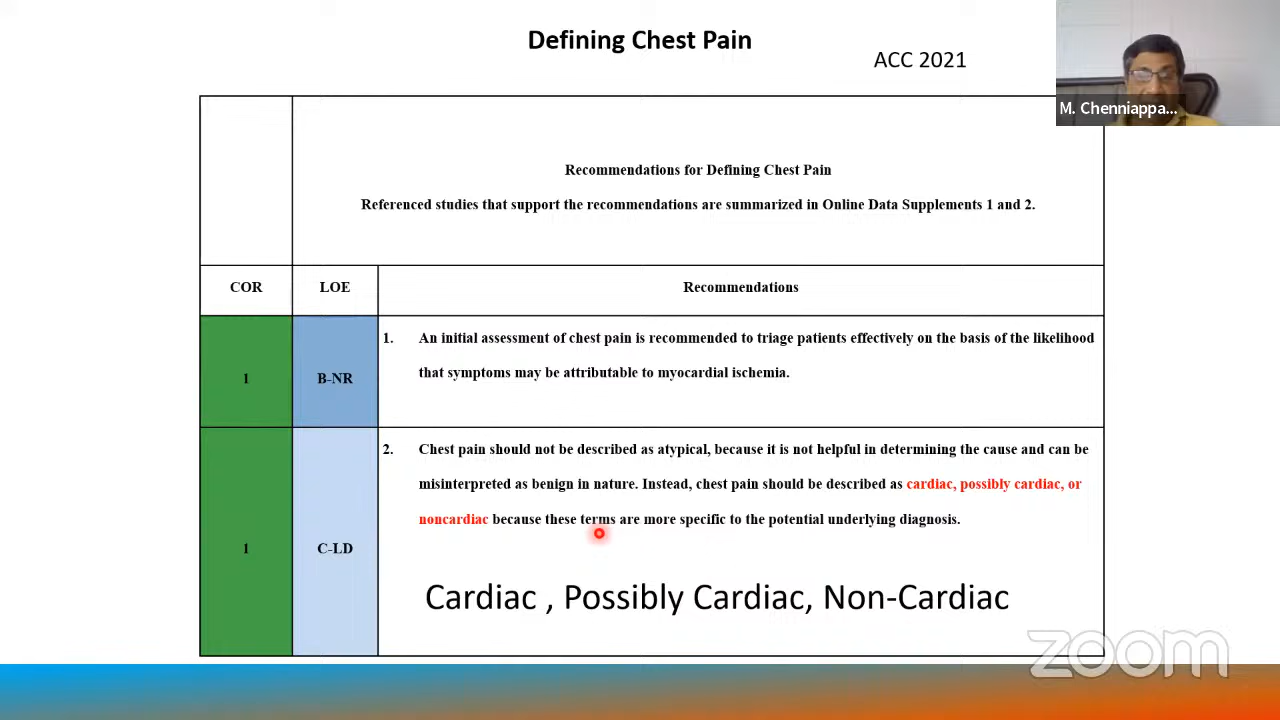 Defining Chest Pain
ACC 2021
M. Chenniappa...
Recommendations for Defining Chest Pain
Referenced studies that support the recommendations are summarized in Online Data Supplements 1 and 2.
COR LOE Recommendations
1 B-NR
1. An initial assessment of chest pain is recommended to triage patients effectively on the basis of the likelihood
that symptoms may be attributable to myocardial ischemia.
1 C-LD
2. Chest pain should not be described as atypical, because it is not helpful in determining the cause and can be
misinterpreted as benign in nature. Instead, chest pain should be described as cardiac, possibly cardiac, or
noncardiac because these terms are more specific to the potential underlying diagnosis.
Cardiac , Possibly Cardiac, Non-Cardiac
zoom